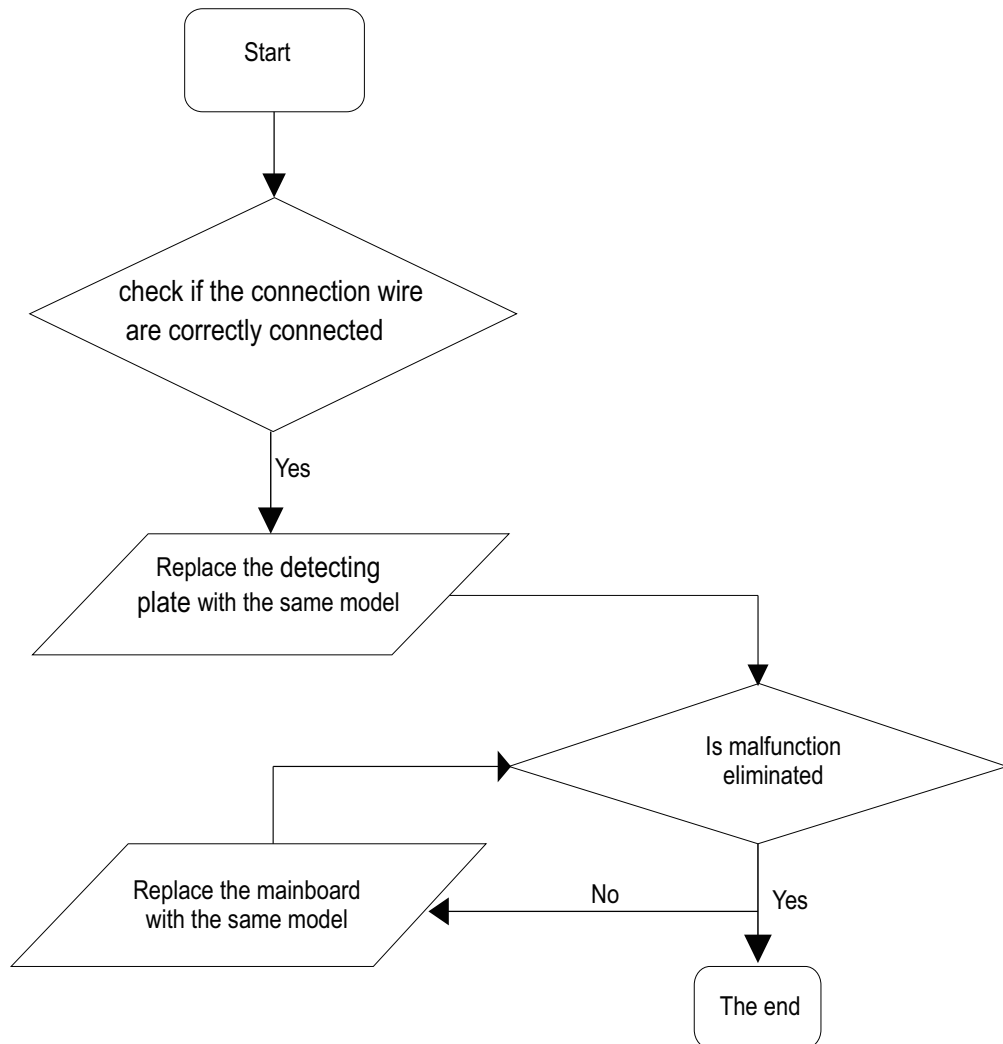 Start
check if the connection wire
are correctly connected
Yes
Replace the detecting
plate with the same model
Is malfunction
eliminated
Replace the mainboard
with the same model
No
Yes
The end